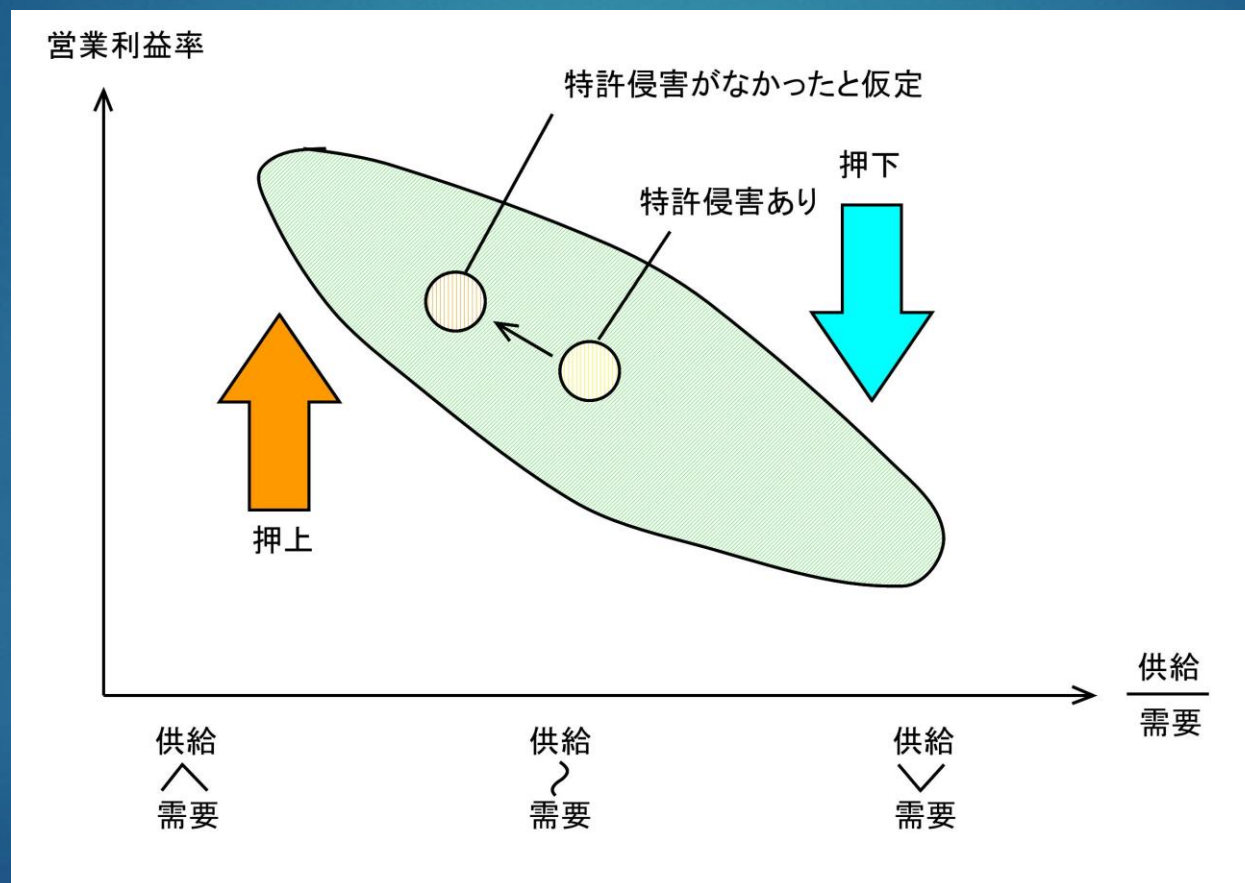 営業利益率
特許侵害がなかったと仮定
特許侵害あり
押下
押上
供給
需要
供給
∧
需要
供給
～
需要
供給
∨
需要